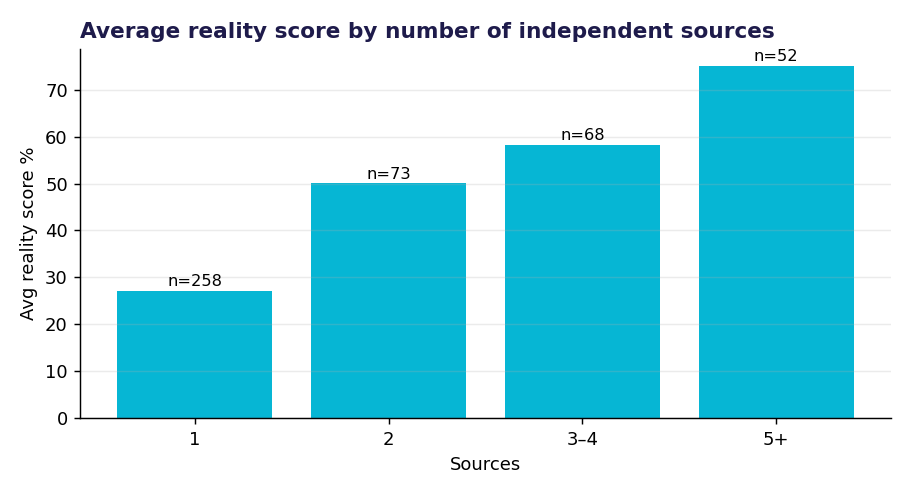 Average reality score by number of independent sources
n=52
70
60
n=68
50
n=73
40
30
n=258
20
10
0
Avg reality score %
1
2
3–4
5+
Sources